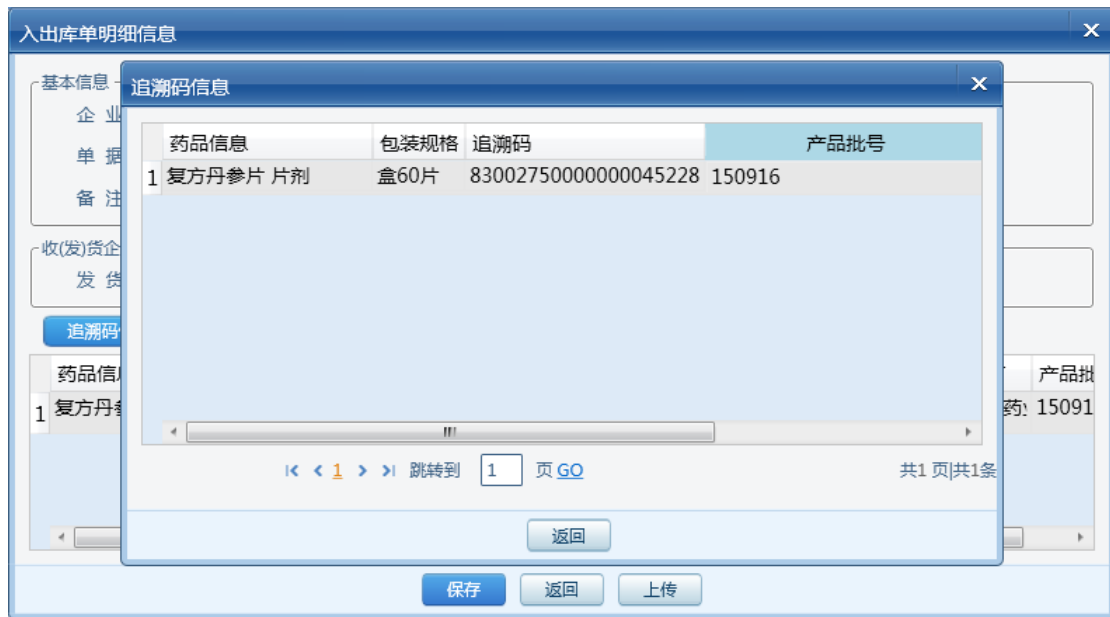 入出库单明细信息
基本信息
追溯码信息
企 业
药品信息 包装规格 追溯码 产品批号
单 据
1 复方丹参片 片剂 盒60片 83002750000000045228 150916
备 注
收(发)货企
发 货
追溯码
药品信 产品批
1 复方丹 药 15091
跳转到 1 页 GO 共1 页|共1条
1
返回
保存 返回 上传